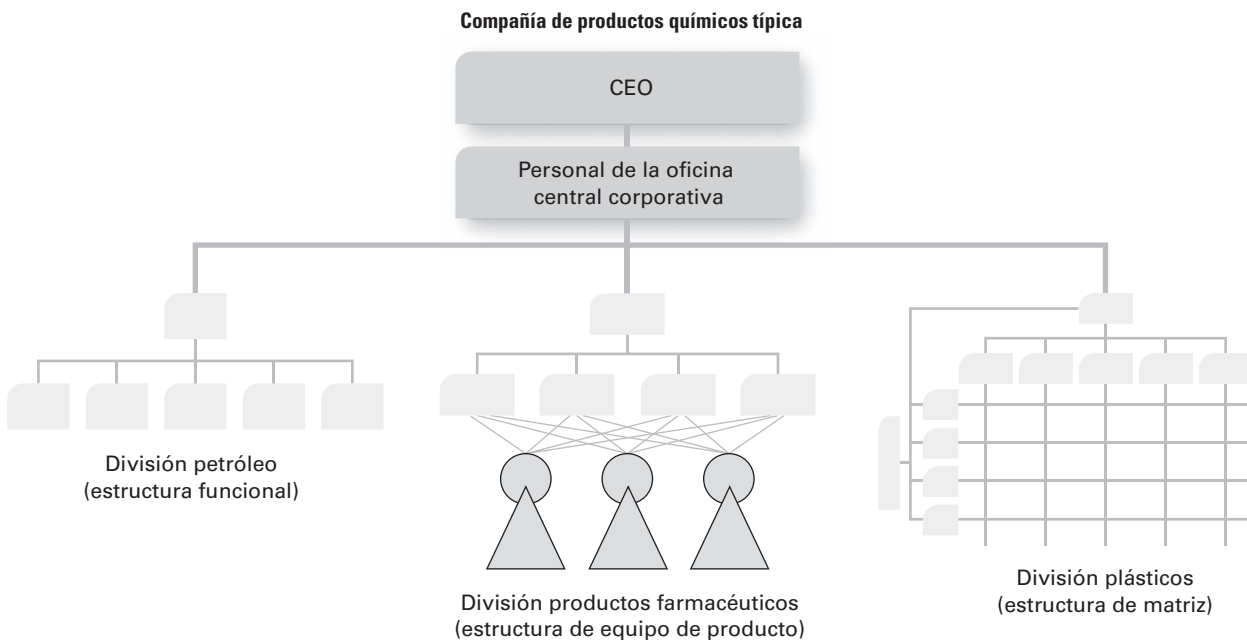 Compañía de productos químicos típica
CEO
Personal de la oficina
central corporativa
División petróleo
(estructura funcional)
División productos farmacéuticos
(estructura de equipo de producto)
División plásticos
(estructura de matriz)